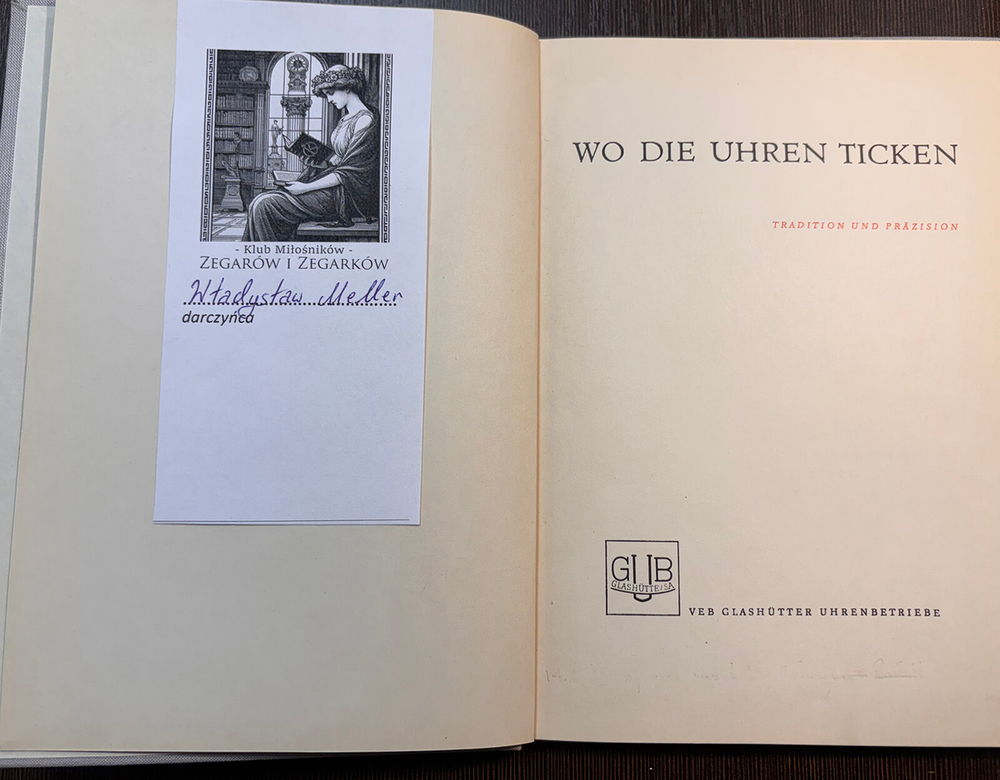 - Klub Miłośników -
ZEGARÓW I ZEGARKÓW
Władysław Meller
darczyńca
WO DIE UHREN TICKEN
TRADITION UND PRÄZISION
GUB
GLASHÜTTE/SA
VEB GLASHÜTTER UHRENBETRIEBE